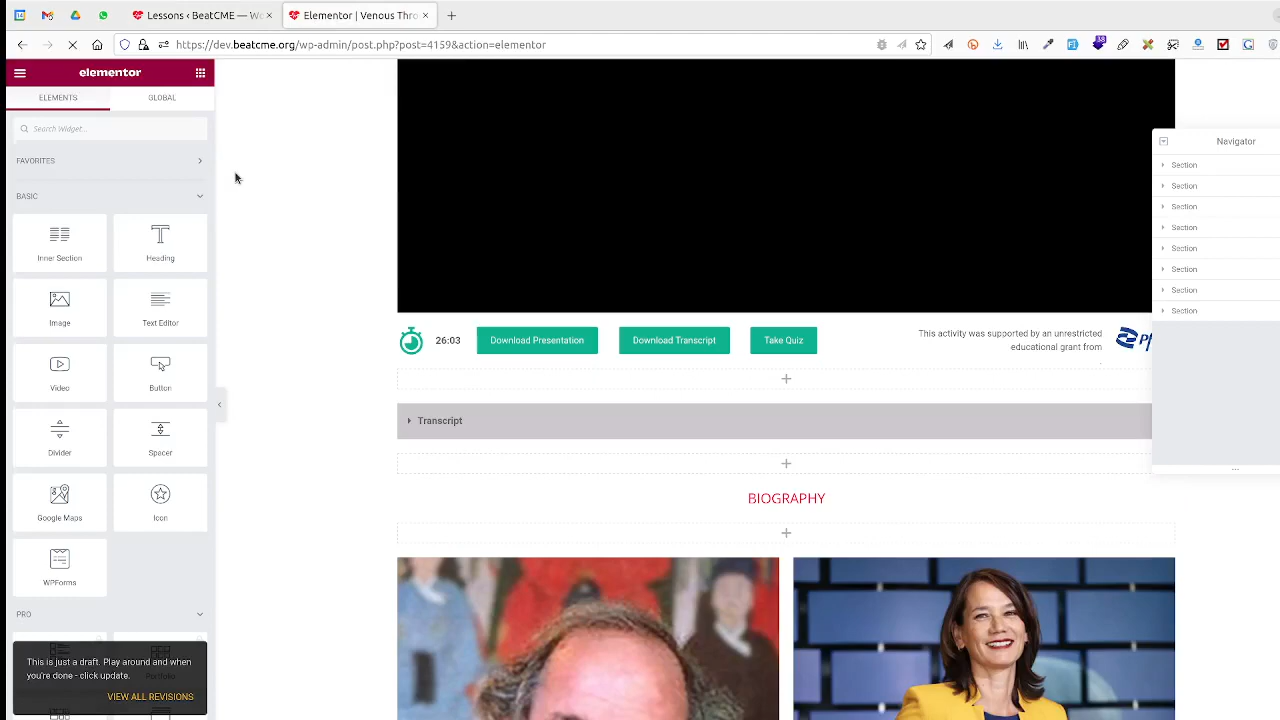 Lessons ‹ BeatCME — W
Elementor | Venous Thro
https://dev.beatcme.org/wp-admin/post.php?post=4159&action=elementor
38
elementor
ELEMENTS
GLOBAL
Search Widget...
FAVORITES
BASIC
Inner Section
Heading
Image
Text Editor
Video
Button
Divider
Spacer
Google Maps
Icon
WPForms
PRO
Portfolio
This is just a draft. Play around and when
you're done - click update.
VIEW ALL REVISIONS
26:03
Download Presentation
Download Transcript
Take Quiz
This activity was supported by an unrestricted
educational grant from
Pf
Transcript
BIOGRAPHY
Navigator
Section
Section
Section
Section
Section
Section
Section
Section